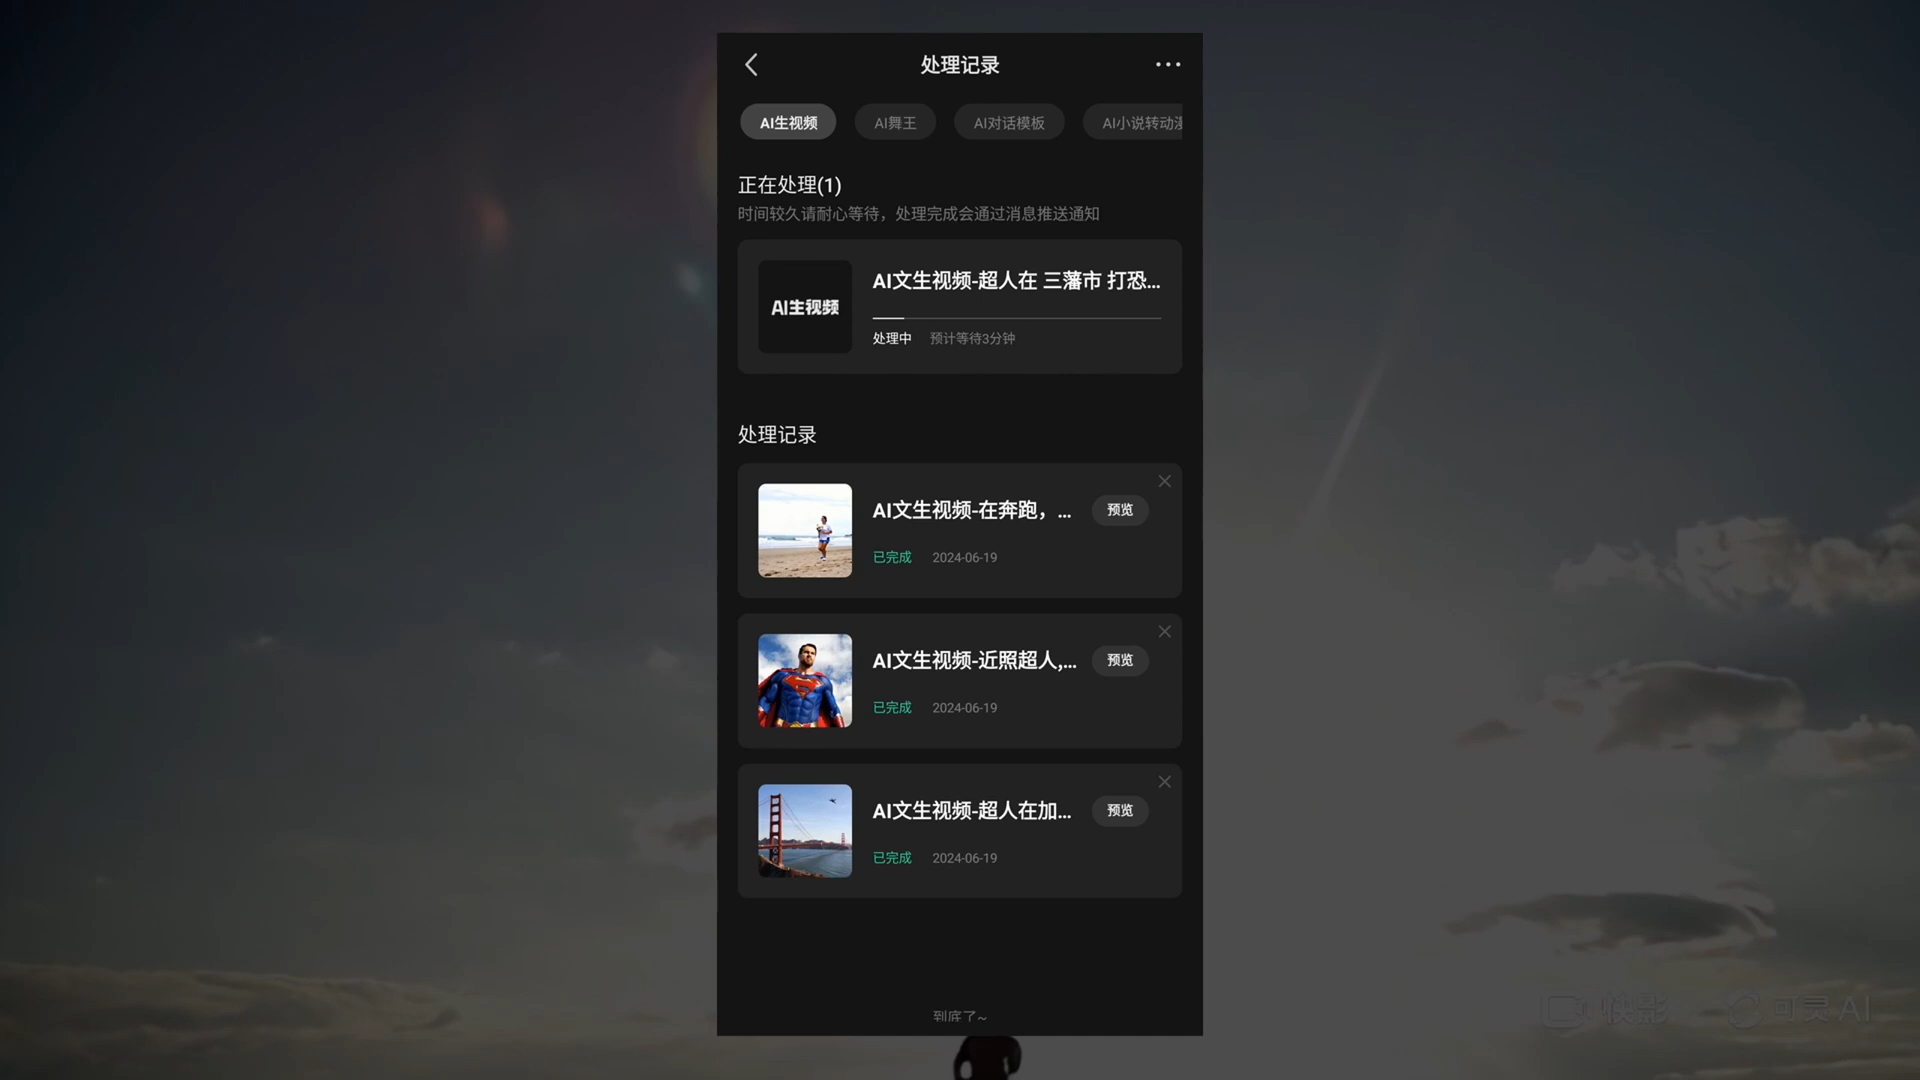 处理记录
AI生视频
AI舞王
AI对话模板
AI小说转动漫
正在处理(1)
时间较久请耐心等待，处理完成会通过消息推送通知
AI生视频
AI文生视频-超人在 三藩市 打恐...
处理中 预计等待3分钟
处理记录
AI文生视频-在奔跑，...
预览
已完成 2024-06-19
AI文生视频-近照超人,...
预览
已完成 2024-06-19
AI文生视频-超人在加...
预览
已完成 2024-06-19
到底了~
快影 可灵 AI